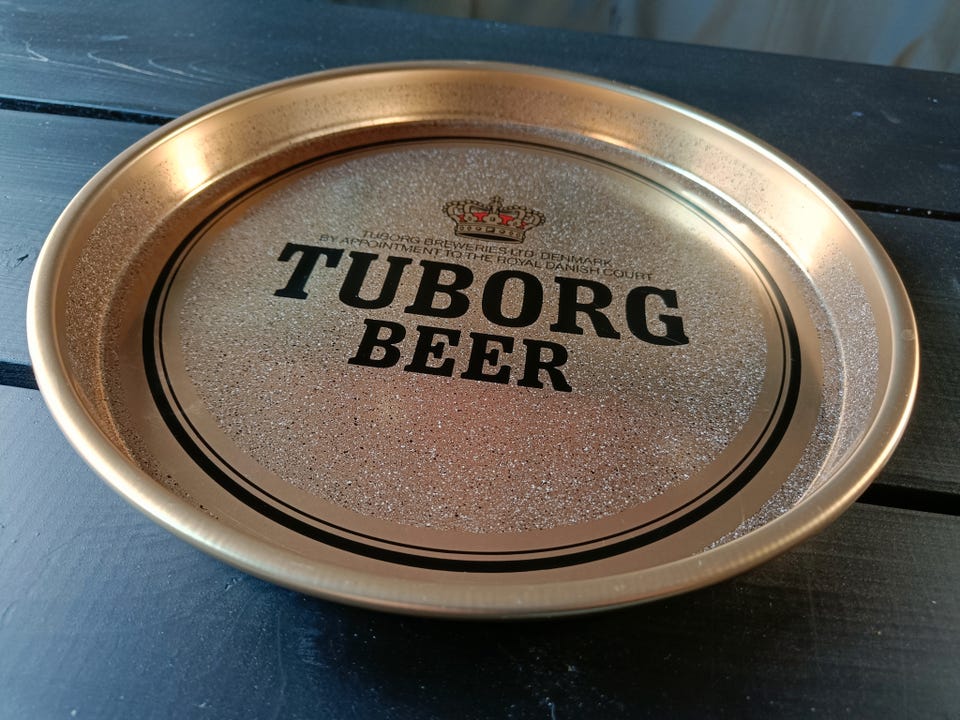 TUBORG BREWERIES LTD. DENMARK
BY APPOINTMENT TO THE ROYAL DANISH COURT
TUBORG
BEER